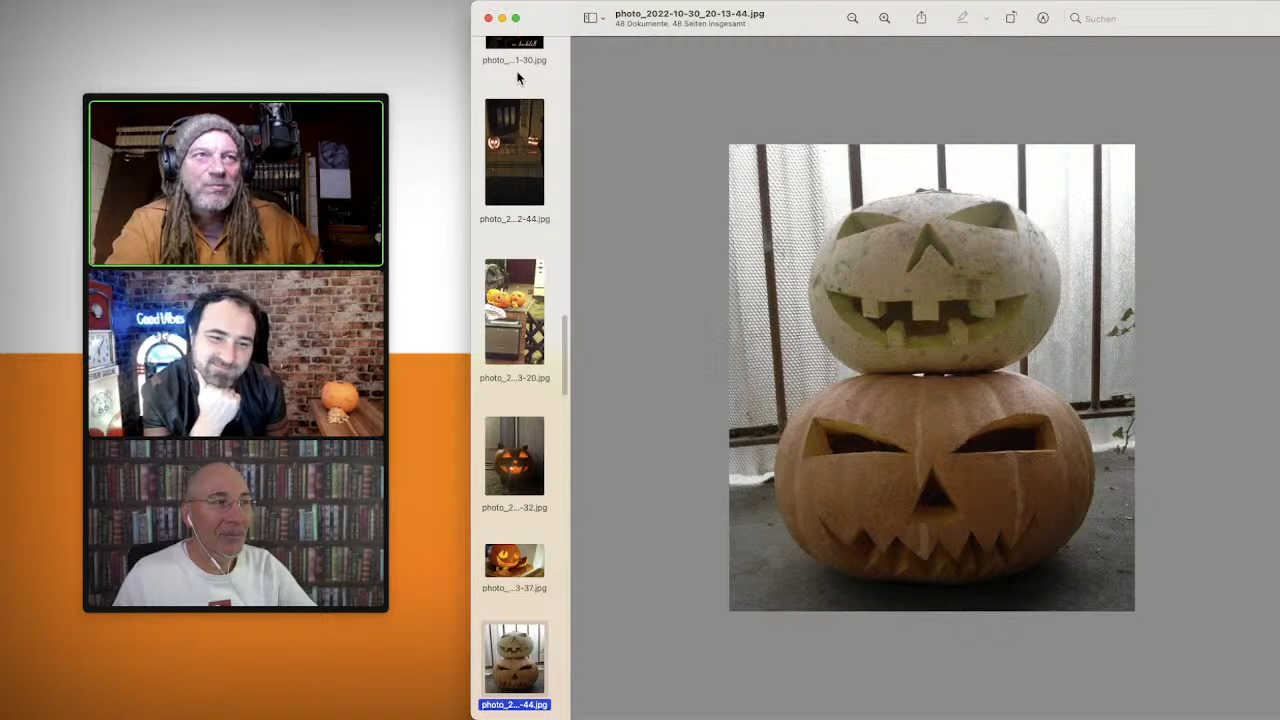 photo_2022-10-30_20-13-44.jpg
48 Dokumente, 48 Seiten insgesamt
Suchen
photo_...1-30.jpg
photo_2...2-44.jpg
photo_2...3-20.jpg
photo_2...-32.jpg
photo_...3-37.jpg
photo_2...-44.jpg
Good Vibes